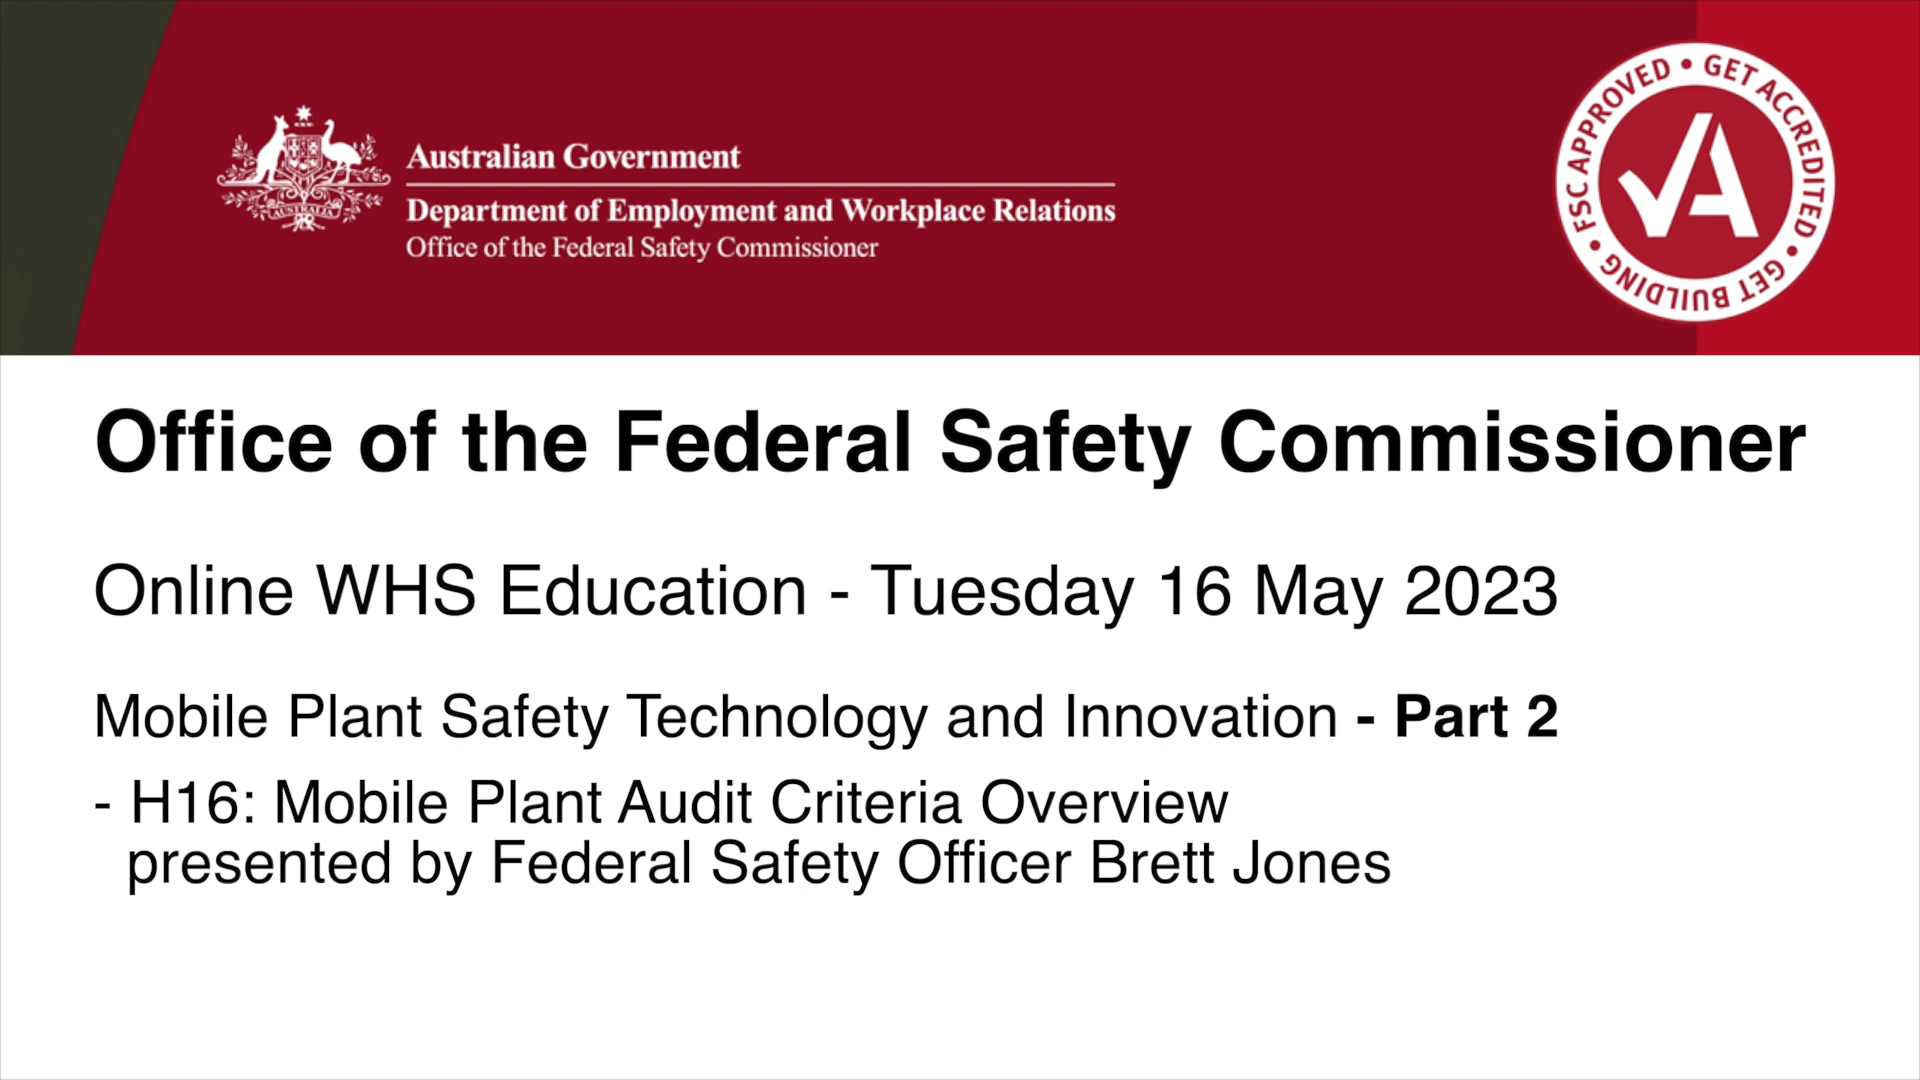 Australian Government
Department of Employment and Workplace Relations
Office of the Federal Safety Commissioner
AUSTRALIA
FSC APPROVED • GET ACCREDITED • GET BUILDING •
A
Office of the Federal Safety Commissioner
Online WHS Education - Tuesday 16 May 2023
Mobile Plant Safety Technology and Innovation - Part 2
- H16: Mobile Plant Audit Criteria Overview
presented by Federal Safety Officer Brett Jones